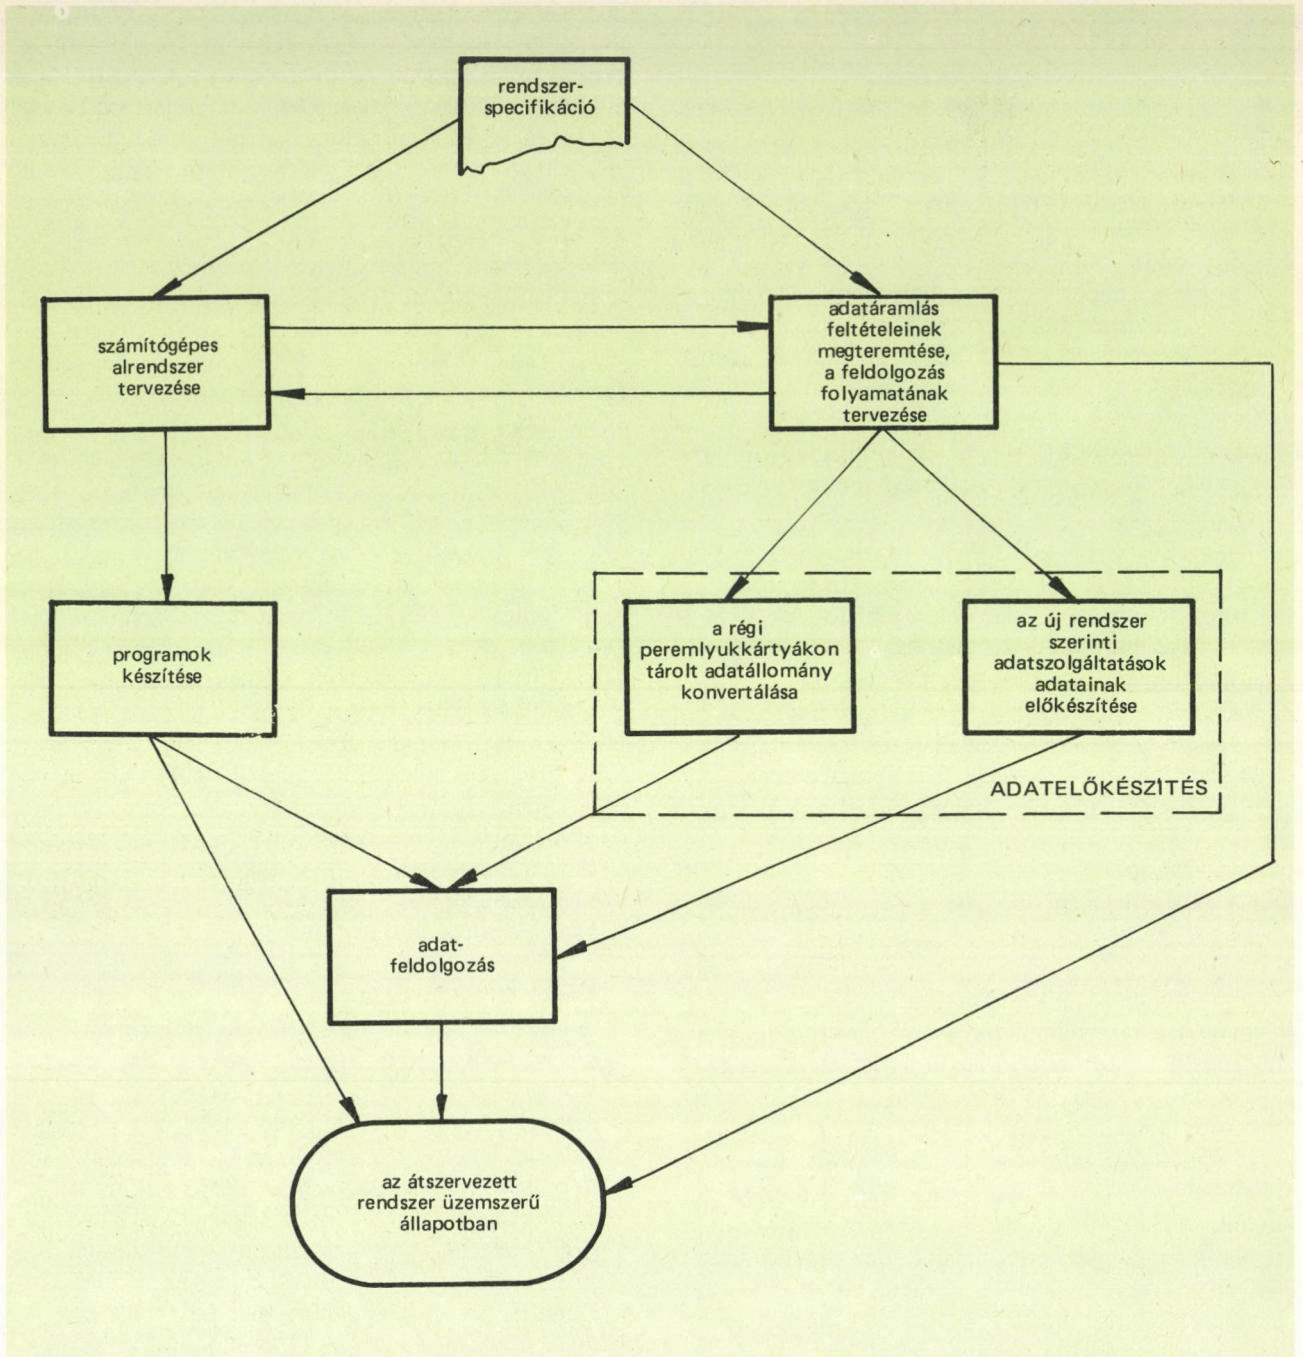 rendszer-
specifikáció
számítógépes
alrendszer
tervezése
adatáramlás
feltételeinek
megteremtése,
a feldolgozás
folyamatának
tervezése
programok
készítése
a régi
peremlyukkártyákon
tárolt adatállomány
konvertálása
az új rendszer
szerinti
adatszolgáltatások
adatainak
előkészítése
ADATELŐKÉSZÍTÉS
adat-
feldolgozás
az átszervezett
rendszer üzemszerű
állapotban